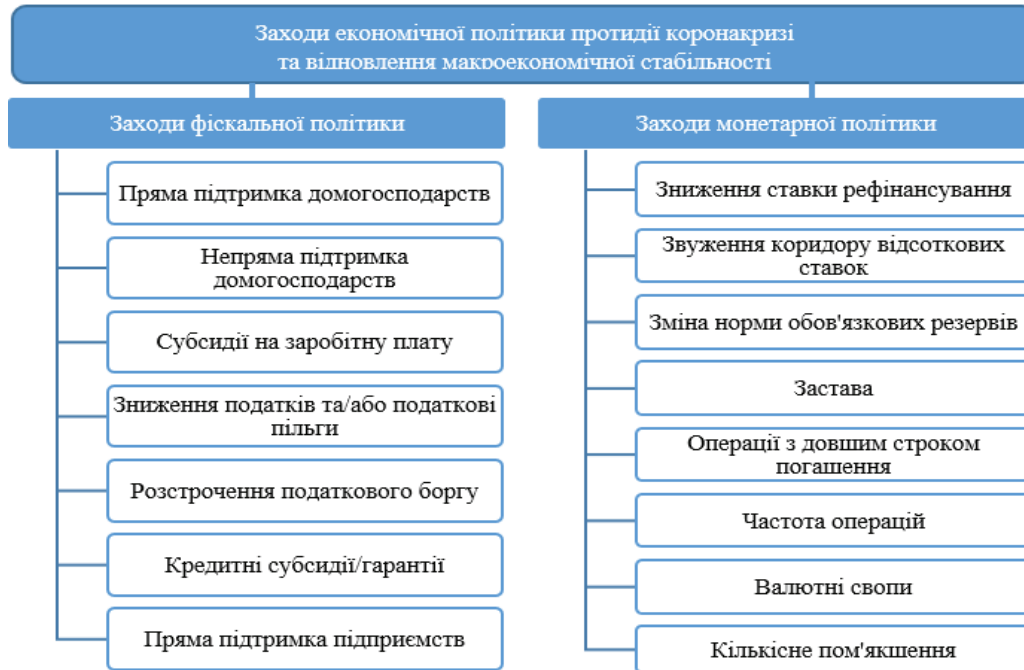 Заходи економічної політики протидії коронакризі
та відновлення макроекономічної стабільності
Заходи фіскальної політики
Пряма підтримка домогосподарств
Непряма підтримка
домогосподарств
Субсидії на заробітну плату
Зниження податків та/або податкові
пільги
Розстрочення податкового боргу
Кредитні субсидії/гарантії
Пряма підтримка підприємств
Заходи монетарної політики
Зниження ставки рефінансування
Звуження коридору відсоткових
ставок
Зміна норми обов'язкових резервів
Застава
Операції з довшим строком
погашення
Частота операцій
Валютні свопи
Кількісне пом'якшення